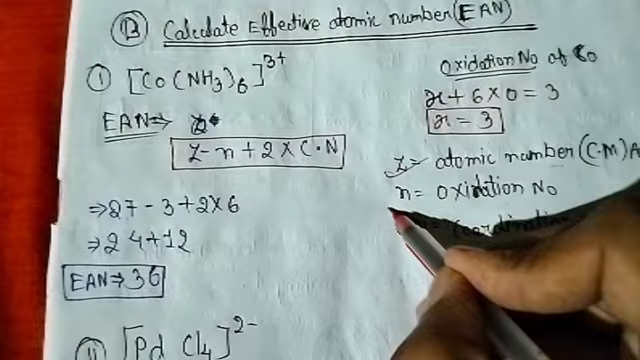 Ⓑ Calculate Effective atomic number (EAN)
① [Co(NH₃)₆]³⁺
EAN ⇒
Z - n + 2 × C·N
⇒ 27 - 3 + 2 × 6
⇒ 24 + 12
EAN ⇒ 36
Oxidation No of Co
x + 6 × 0 = 3
x = 3
Z = atomic number (C·M) A
n = Oxidation No
ⓘⓘ [Pd Cl₄]²⁻